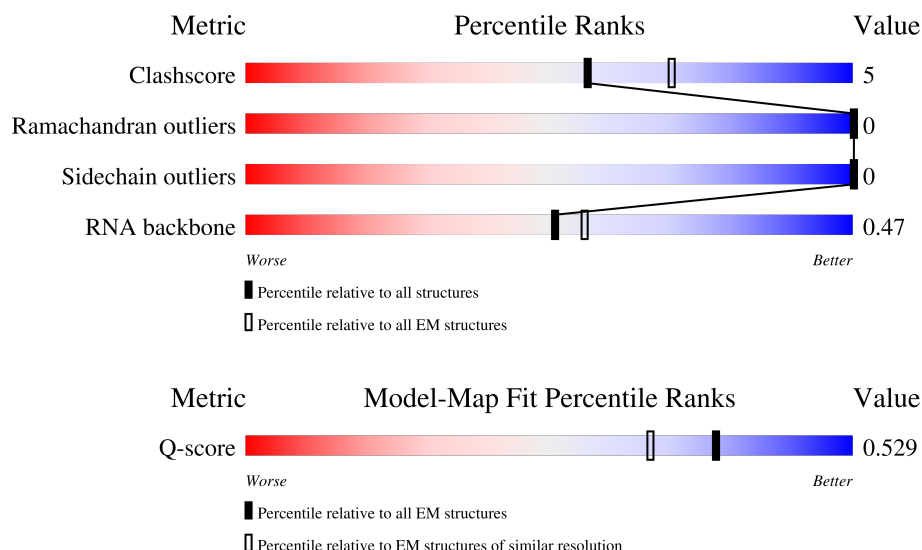 Metric Percentile Ranks Value
Clashscore 5
Ramachandran outliers 0
Sidechain outliers 0
RNA backbone 0.47
Worse Better
Percentile relative to all structures
Percentile relative to all EM structures
Metric Model-Map Fit Percentile Ranks Value
Q-score 0.529
Worse Better
Percentile relative to all EM structures
Percentile relative to EM structures of similar resolution